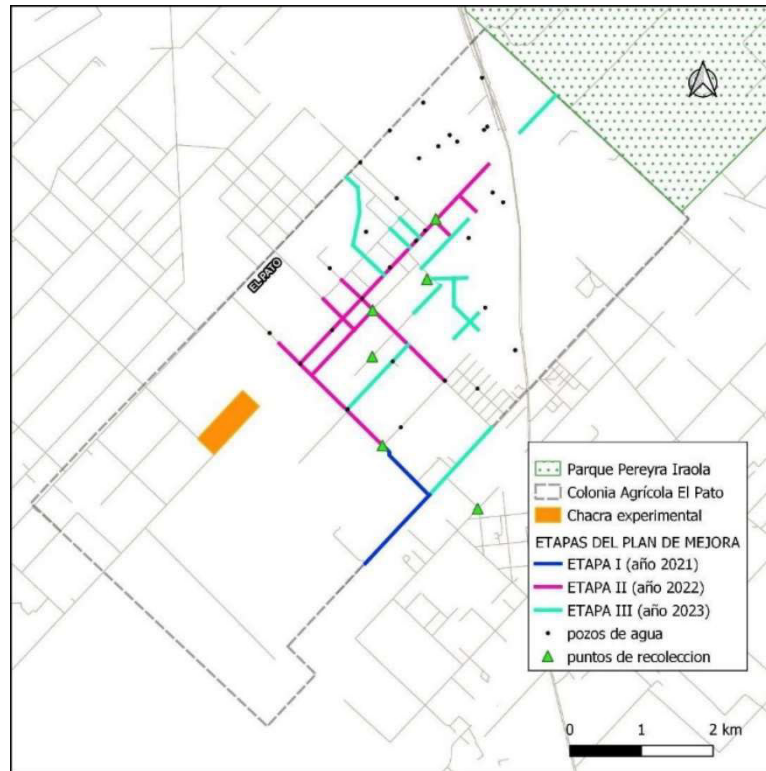 EL PATO
Parque Pereyra Iraola
Colonia Agrícola El Pato
Chacra experimental
ETAPAS DEL PLAN DE MEJORA
ETAPA I (año 2021)
ETAPA II (año 2022)
ETAPA III (año 2023)
pozos de agua
puntos de recoleccion
0 1 2 km